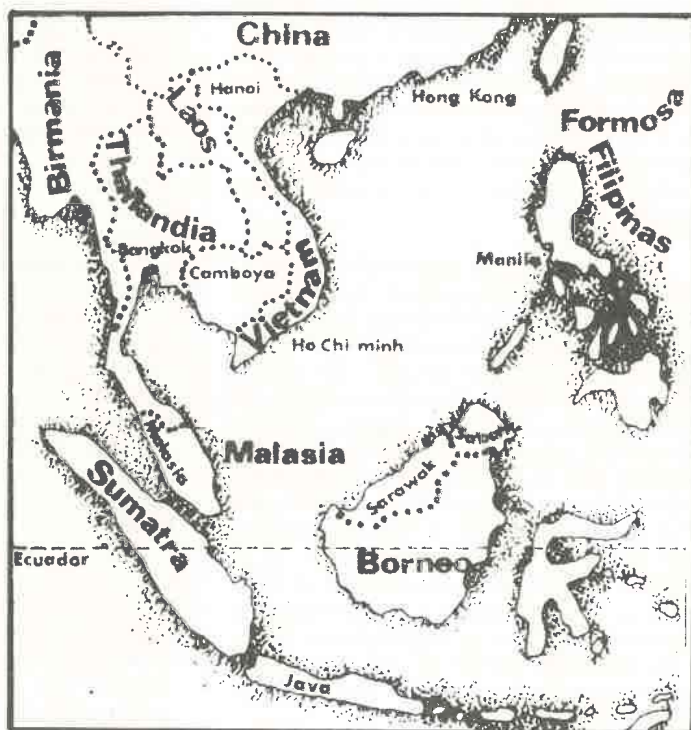 China
Birmania
Hanoi
Laos
Hong Kong
Formosa
Filipinas
Thailandia
Bangkok
Camboya
Vietnam
Manila
Ho Chi minh
Malasia
Malasia
Sabah
Sarawak
Sumatra
Ecuador
Borneo
Java